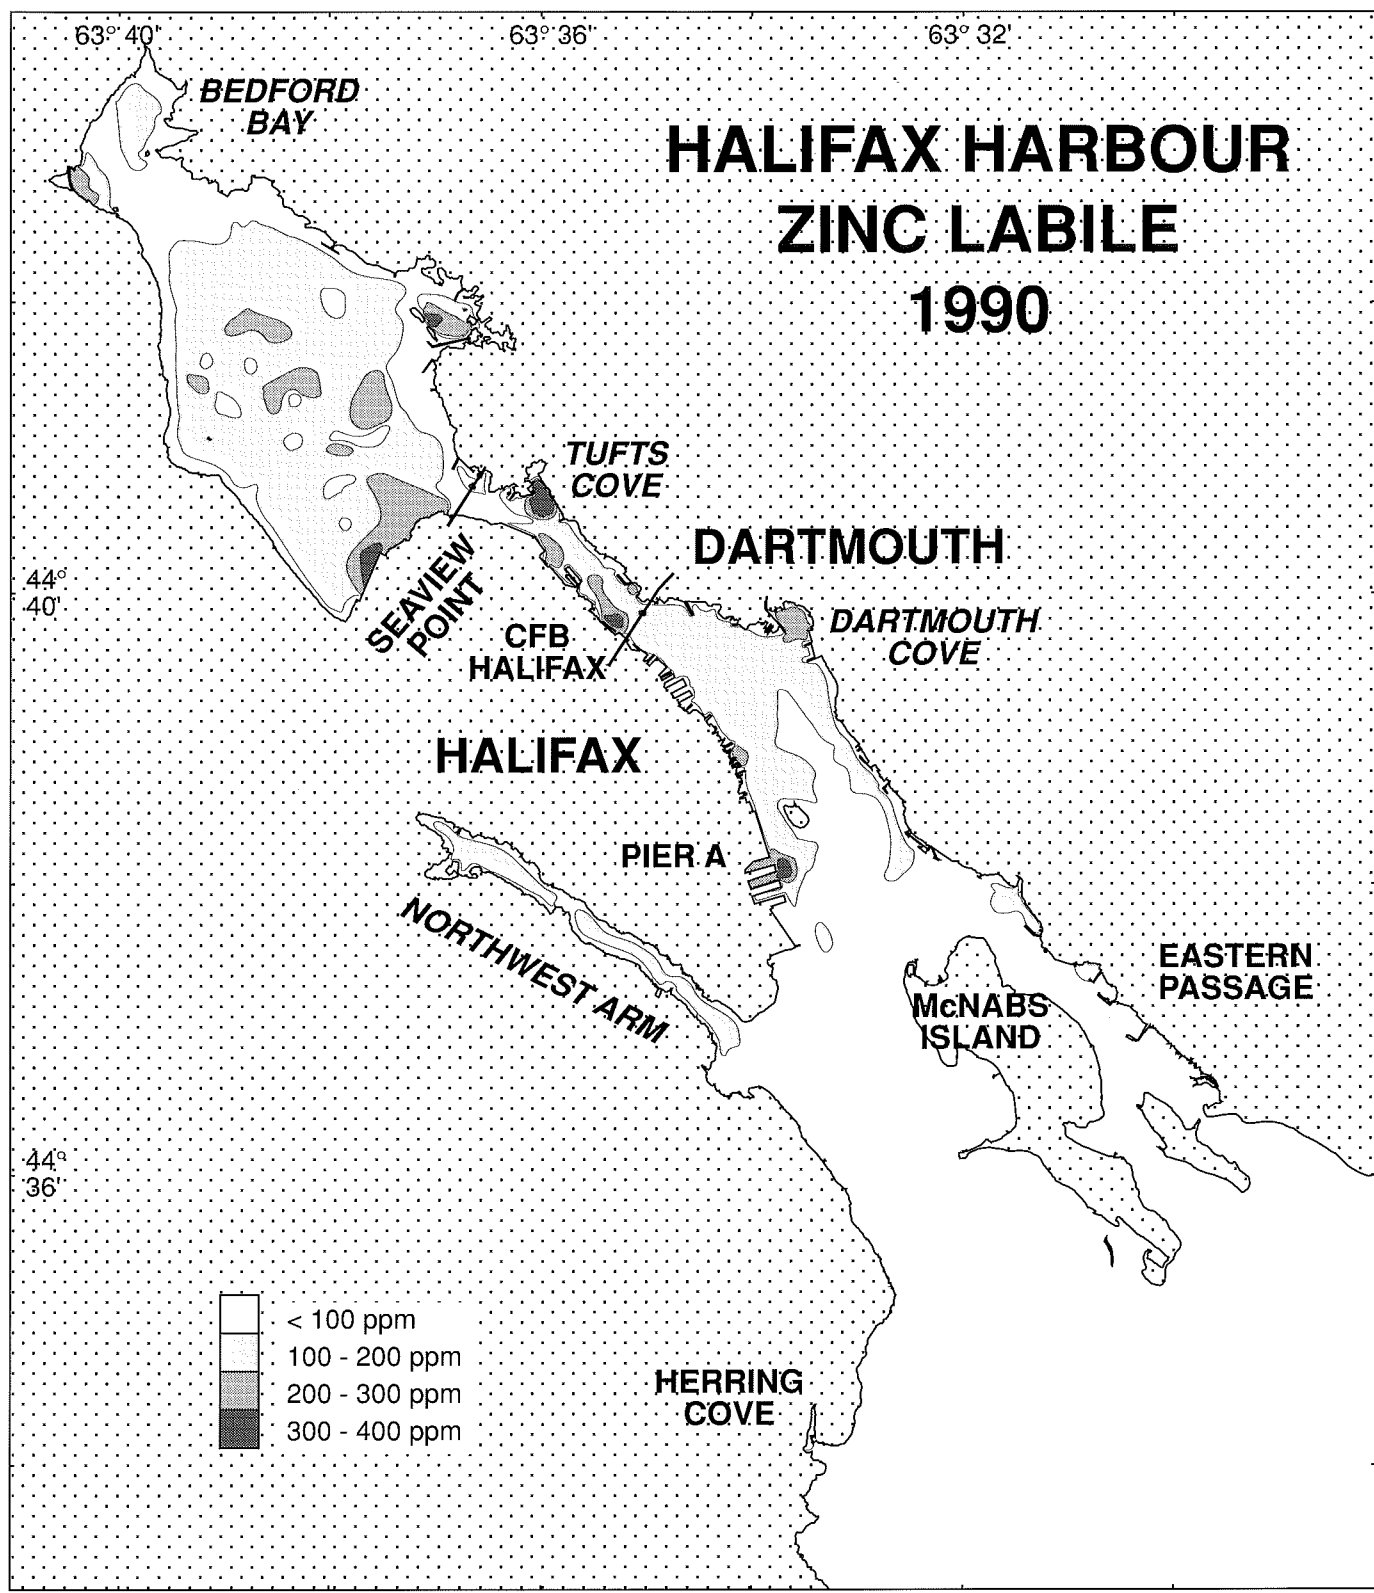 63° 40'
63° 36'
63° 32'
BEDFORD
BAY
HALIFAX HARBOUR
ZINC LABILE
1990
TUFTS
COVE
DARTMOUTH
44°
40'
SEAVIEW
POINT
DARTMOUTH
COVE
CFB
HALIFAX
HALIFAX
PIER A
NORTHWEST ARM
EASTERN
PASSAGE
McNABS
ISLAND
44°
36'
< 100 ppm
100 - 200 ppm
200 - 300 ppm
300 - 400 ppm
HERRING
COVE